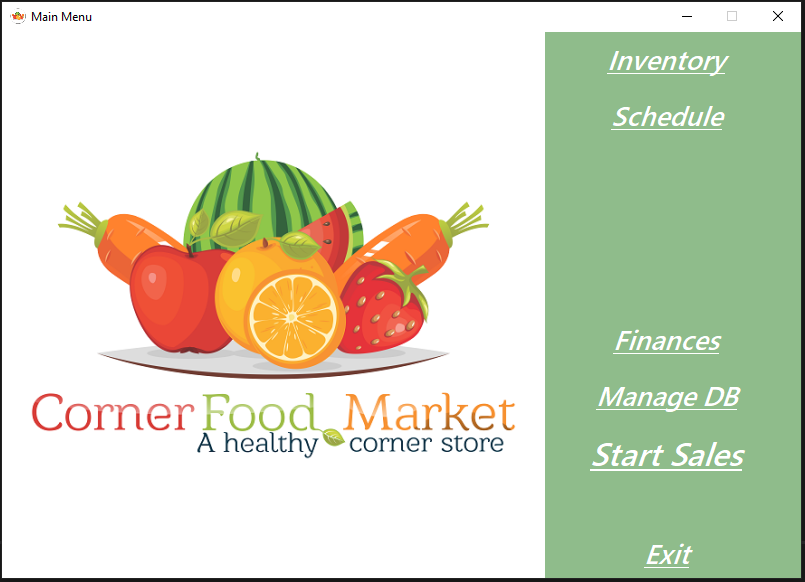 Main Menu
Inventory
Schedule
Finances
Manage DB
Start Sales
Exit
Corner Food Market
A healthy corner store